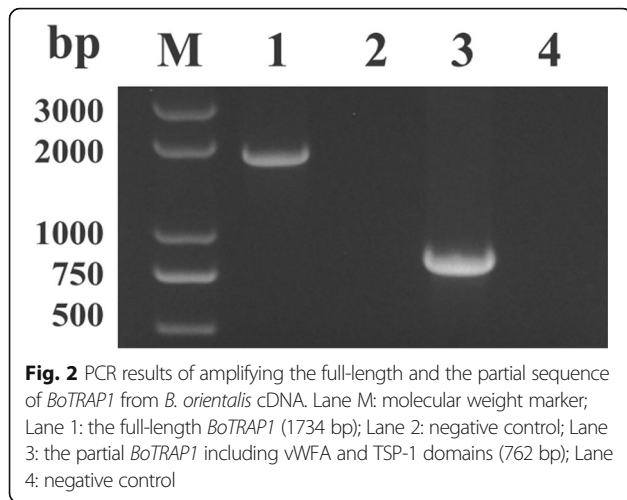 bp M 1 2 3 4
3000
2000
1000
750
500
Fig. 2 PCR results of amplifying the full-length and the partial sequence
of BoTRAP1 from B. orientalis cDNA. Lane M: molecular weight marker;
Lane 1: the full-length BoTRAP1 (1734 bp); Lane 2: negative control; Lane
3: the partial BoTRAP1 including vWFA and TSP-1 domains (762 bp); Lane
4: negative control